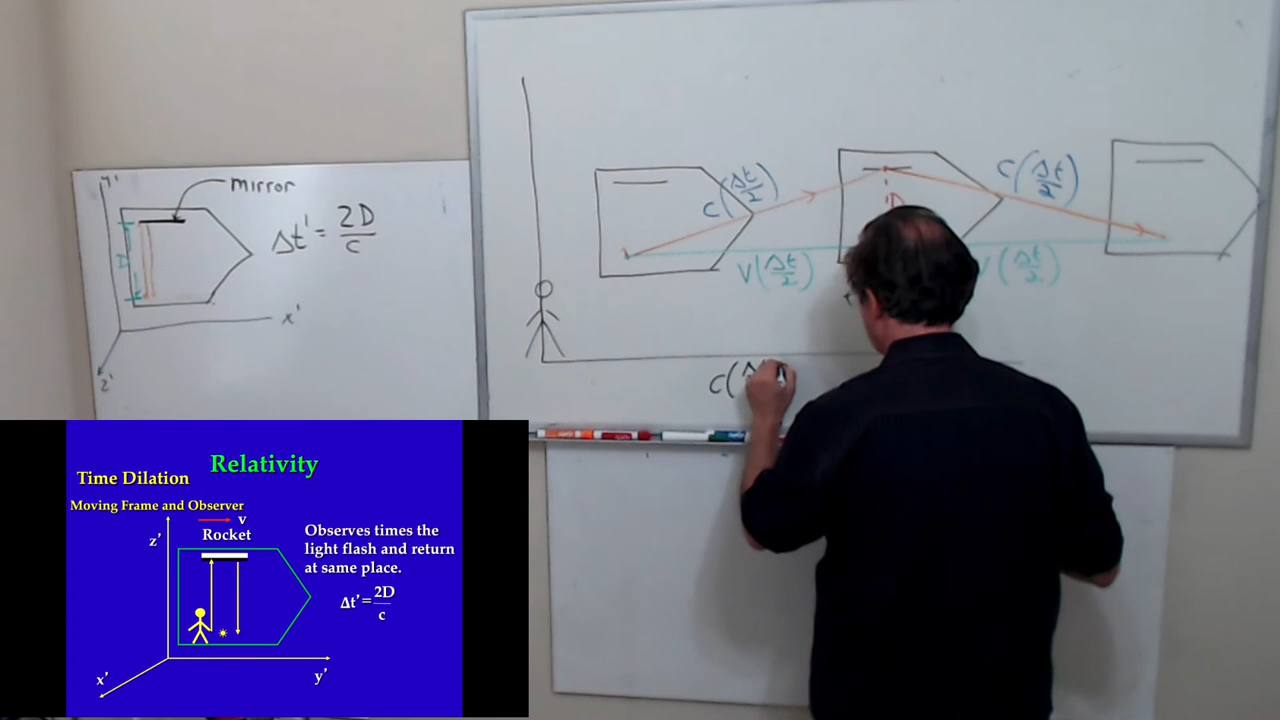 y'
mirror
D
Δt' = 2D/c
x'
z'
C(Δt/2)
C(Δt/2)
D
V(Δt/2)
(Δt/2)
C(Δ
Relativity
Time Dilation
Moving Frame and Observer
v
Rocket
z'
Observes times the
light flash and return
at same place.
Δt'=2D/c
x'
y'